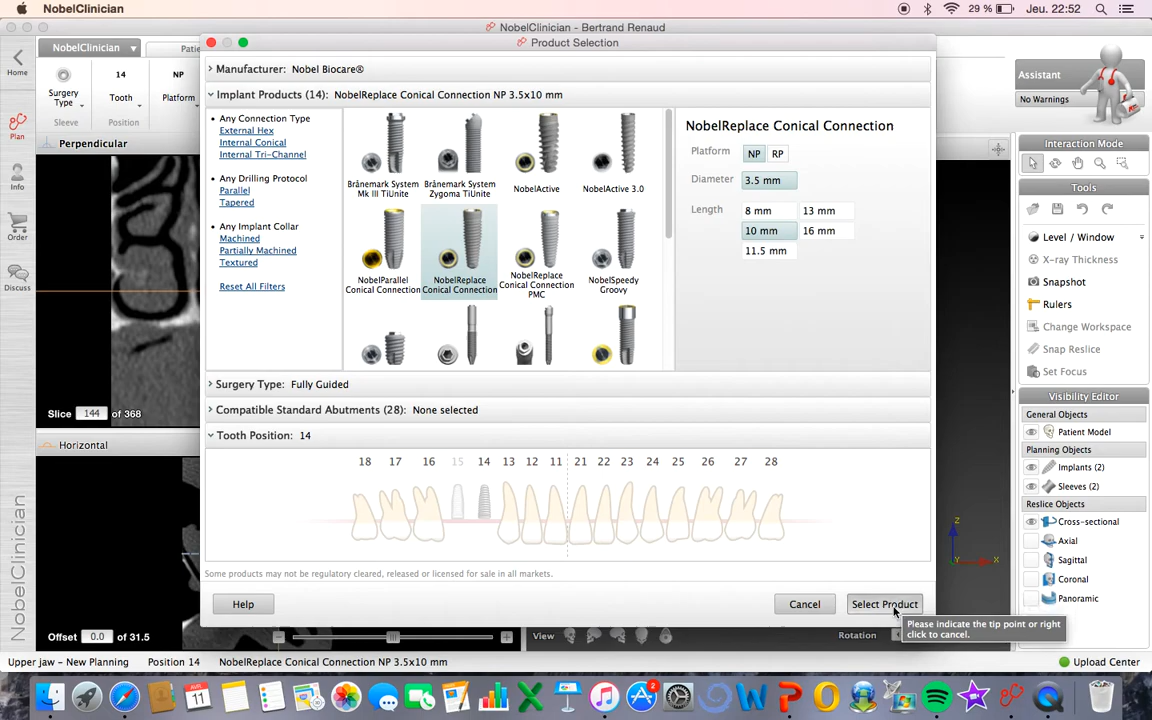 NobelClinician
29 %
Jeu. 22:52
NobelClinician - Bertrand Renaud
Home
NobelClinician
Patie
Product Selection
Surgery Type
14
Tooth
NP
Platform
Sleeve
Position
Plan
Info
Order
Discuss
NobelClinician
Perpendicular
Slice 144 of 368
Horizontal
Offset 0.0 of 31.5
Manufacturer: Nobel Biocare®
Implant Products (14): NobelReplace Conical Connection NP 3.5x10 mm
Any Connection Type
External Hex
Internal Conical
Internal Tri-Channel
Any Drilling Protocol
Parallel
Tapered
Any Implant Collar
Machined
Partially Machined
Textured
Reset All Filters
Brånemark System Mk III TiUnite
Brånemark System Zygoma TiUnite
NobelActive
NobelActive 3.0
NobelParallel Conical Connection
NobelReplace Conical Connection
NobelReplace Conical Connection PMC
NobelSpeedy Groovy
NobelReplace Conical Connection
Platform NP RP
Diameter 3.5 mm
Length 8 mm 13 mm
10 mm 16 mm
11.5 mm
Surgery Type: Fully Guided
Compatible Standard Abutments (28): None selected
Tooth Position: 14
18 17 16 15 14 13 12 11 21 22 23 24 25 26 27 28
Some products may not be regulatory cleared, released or licensed for sale in all markets.
Help
Cancel
Select Product
Please indicate the tip point or right
click to cancel.
View
Rotation
Assistant
No Warnings
Interaction Mode
Tools
Level / Window
X-ray Thickness
Snapshot
Rulers
Change Workspace
Snap Reslice
Set Focus
Visibility Editor
General Objects
Patient Model
Planning Objects
Implants (2)
Sleeves (2)
Reslice Objects
Cross-sectional
Axial
Sagittal
Coronal
Panoramic
Z
Y
X
Upper jaw - New Planning
Position 14
NobelReplace Conical Connection NP 3.5x10 mm
Upload Center
11
2